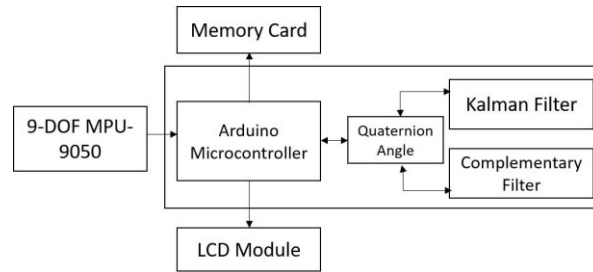 Memory Card
9-DOF MPU-
9050
Arduino
Microcontroller
Quaternion
Angle
Kalman Filter
Complementary
Filter
LCD Module